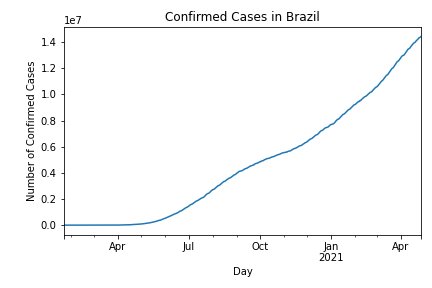 Confirmed Cases in Brazil
1e7
1.4
1.2
1.0
0.8
0.6
0.4
0.2
0.0
Number of Confirmed Cases
Apr Jul Oct Jan Apr
2021
Day